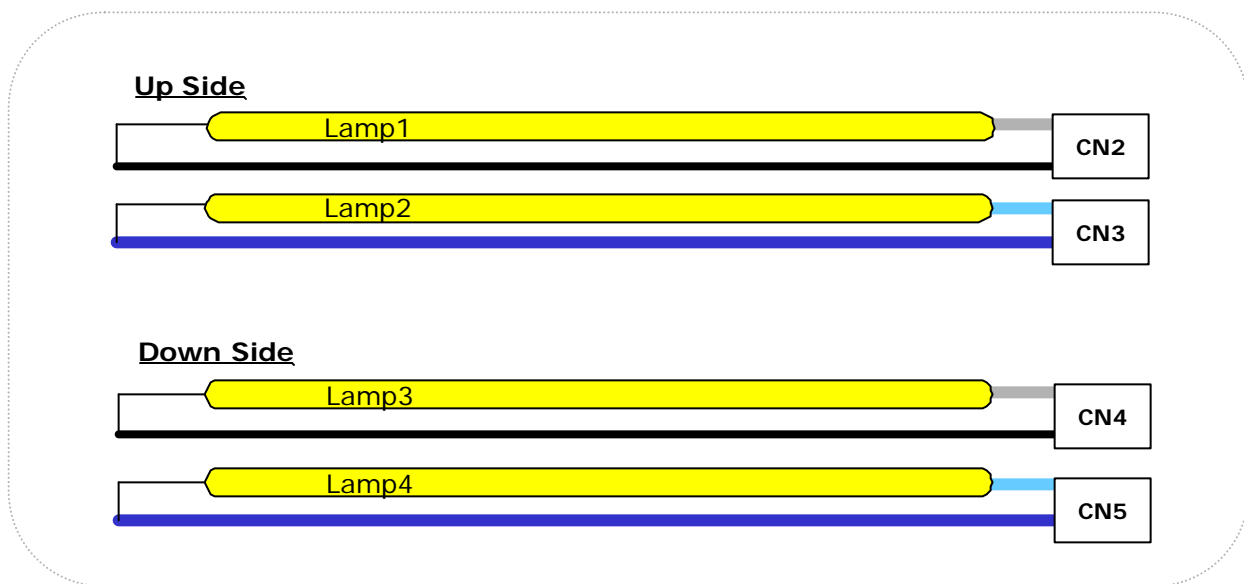 Up Side
Lamp1
CN2
Lamp2
CN3
Down Side
Lamp3
CN4
Lamp4
CN5